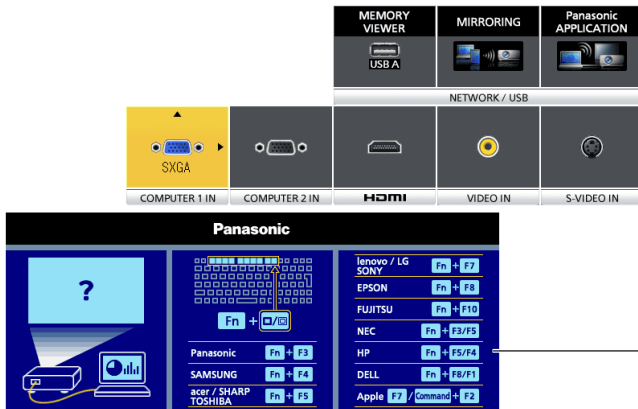 MEMORY
VIEWER
MIRRORING
Panasonic
APPLICATION
USB A
NETWORK / USB
SXGA
COMPUTER 1 IN
COMPUTER 2 IN
HDMI
VIDEO IN
S-VIDEO IN
Panasonic
?
Fn +
Panasonic Fn + F3
SAMSUNG Fn + F4
acer / SHARP
TOSHIBA Fn + F5
lenovo / LG
SONY Fn + F7
EPSON Fn + F8
FUJITSU Fn + F10
NEC Fn + F3/F5
HP Fn + F5/F4
DELL Fn + F8/F1
Apple F7 / Command + F2